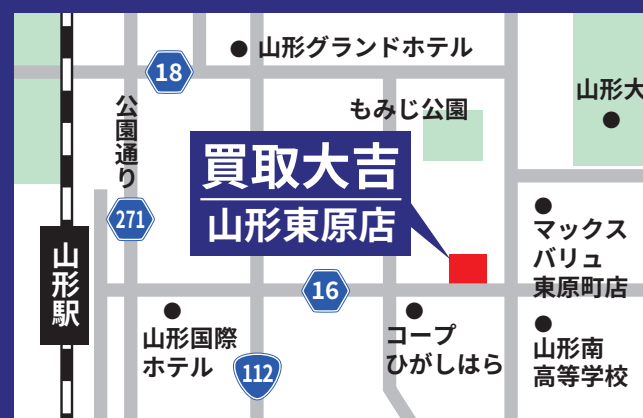 山形グランドホテル
18
山形大
公園通り
もみじ公園
買取大吉
山形東原店
271
マックス
バリュ
東原町店
山形駅
16
山形国際
ホテル
コープ
ひがしはら
山形南
高等学校
112